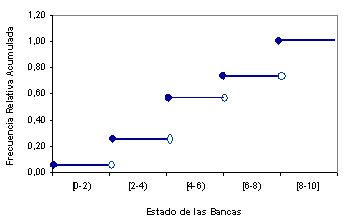 1,20
1,00
0,80
0,60
0,40
0,20
0,00
Frecuencia Relativa Acumulada
[0-2) [2-4) [4-6) [6-8) [8-10]
Estado de las Bancas